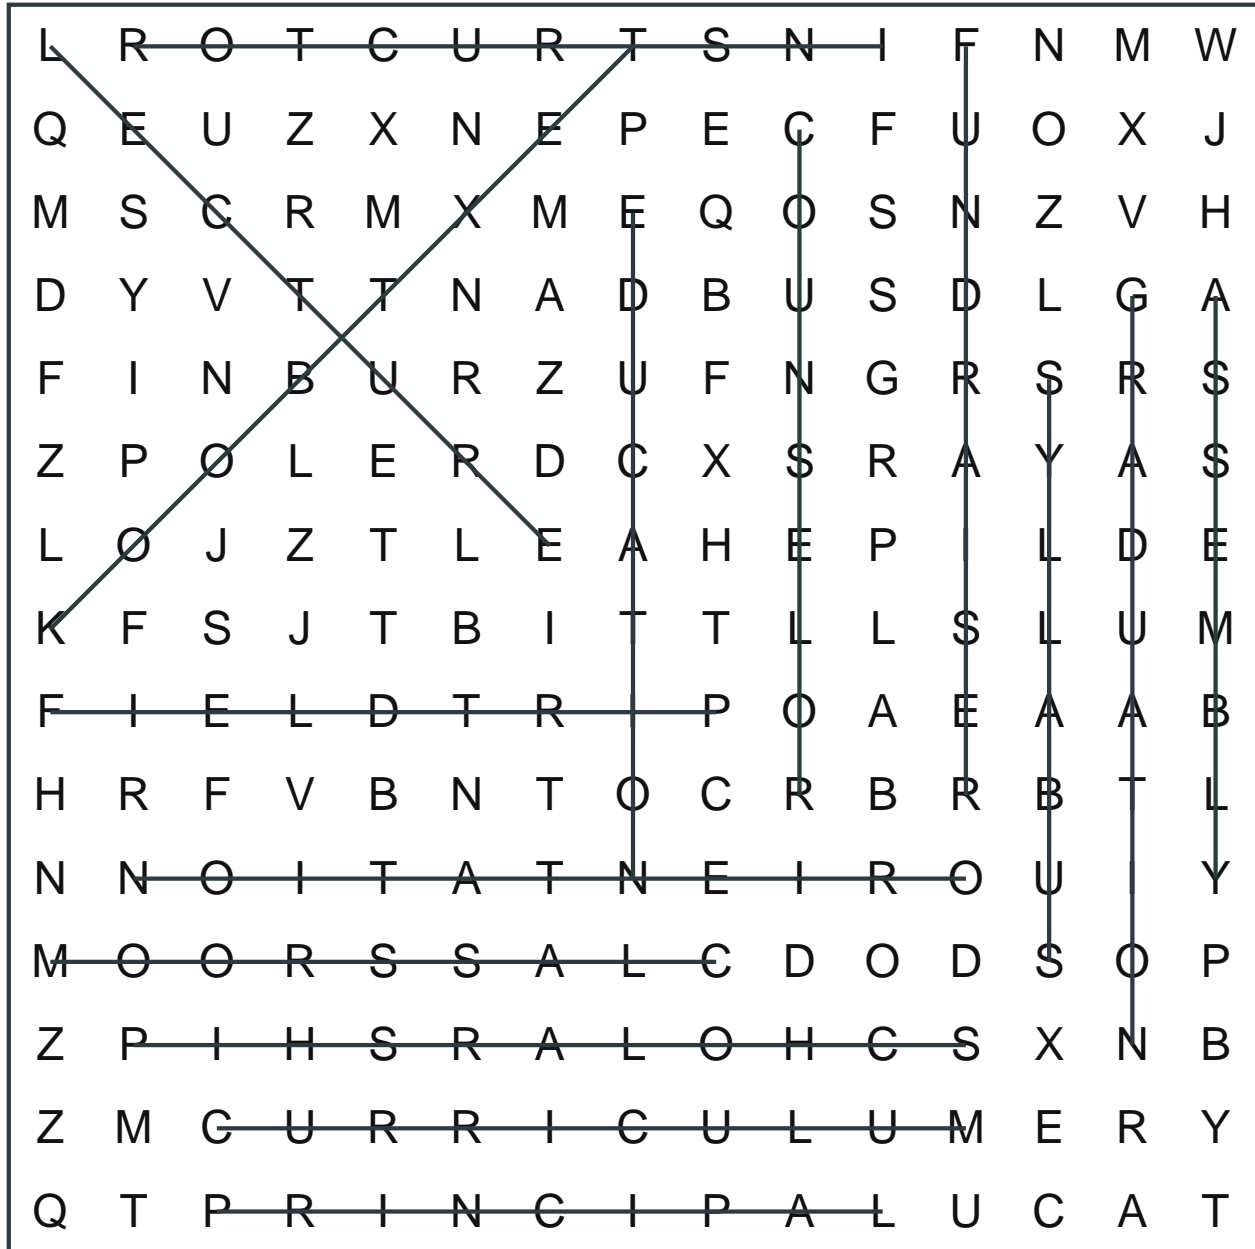 L R O T C U R T S N I F N M W
Q E U Z X N E P E C F U O X J
M S C R M X M E Q O S N Z V H
D Y V T T N A D B U S D L G A
F I N B U R Z U F N G R S R S
Z P O L E R D C X S R A Y A S
L O J Z T L E A H E P I L D E
K F S J T B I T T L L S L U M
F I E L D T R I P O A E A A B
H R F V B N T O C R B R B T L
N N O I T A T N E I R O U I Y
M O O R S S A L C D O D S O P
Z P I H S R A L O H C S X N B
Z M C U R R I C U L U M E R Y
Q T P R I N C I P A L U C A T